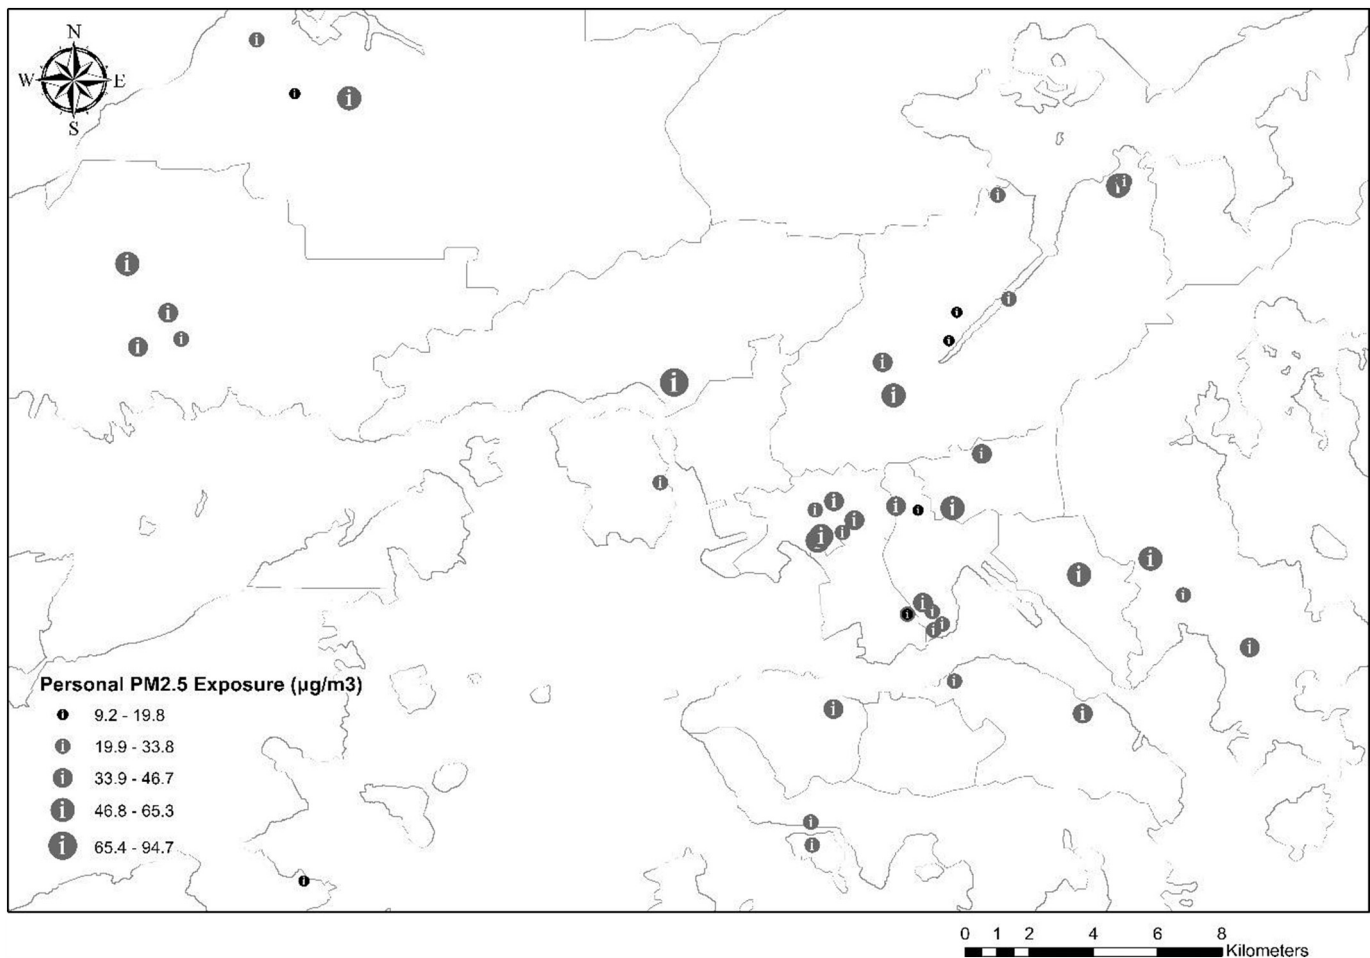 N
W E
S
Personal PM2.5 Exposure (µg/m3)
i 9.2 - 19.8
i 19.9 - 33.8
i 33.9 - 46.7
i 46.8 - 65.3
i 65.4 - 94.7
0 1 2 4 6 8
Kilometers